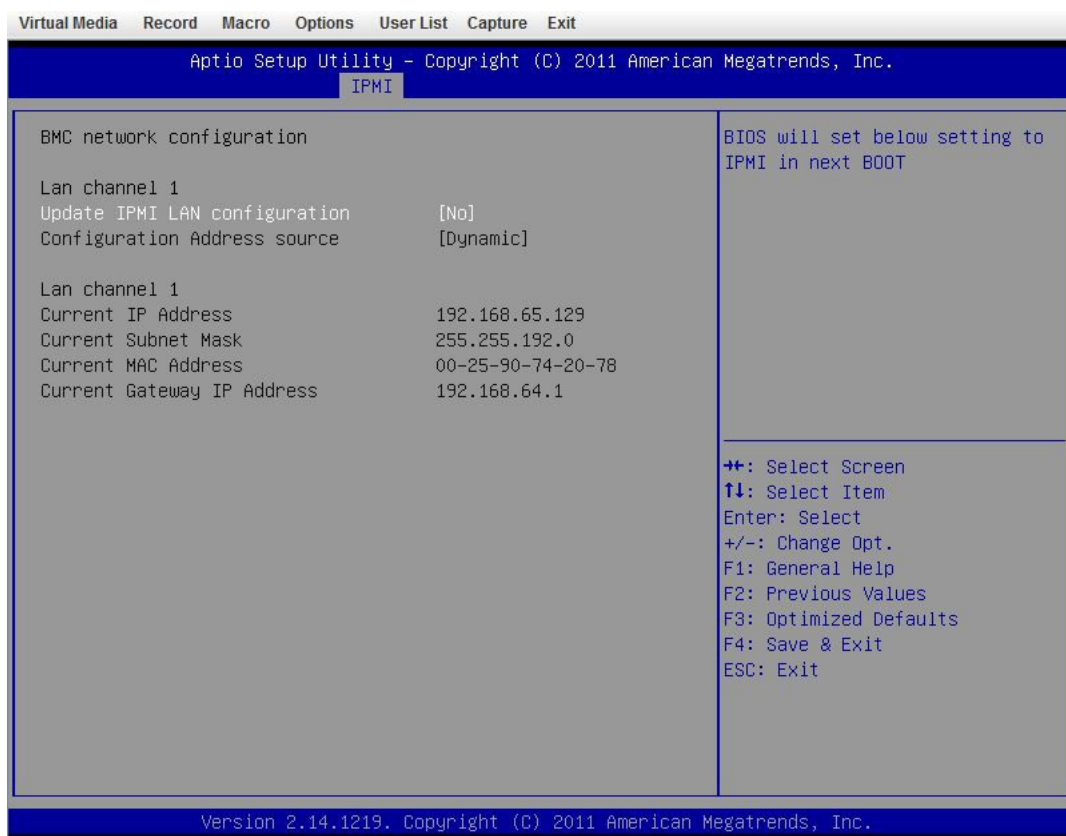 Virtual Media Record Macro Options User List Capture Exit
Aptio Setup Utility – Copyright (C) 2011 American Megatrends, Inc.
IPMI
BMC network configuration
Lan channel 1
Update IPMI LAN configuration [No]
Configuration Address source [Dynamic]
Lan channel 1
Current IP Address 192.168.65.129
Current Subnet Mask 255.255.192.0
Current MAC Address 00-25-90-74-20-78
Current Gateway IP Address 192.168.64.1
BIOS will set below setting to
IPMI in next BOOT
→←: Select Screen
↑↓: Select Item
Enter: Select
+/-: Change Opt.
F1: General Help
F2: Previous Values
F3: Optimized Defaults
F4: Save & Exit
ESC: Exit
Version 2.14.1219. Copyright (C) 2011 American Megatrends, Inc.